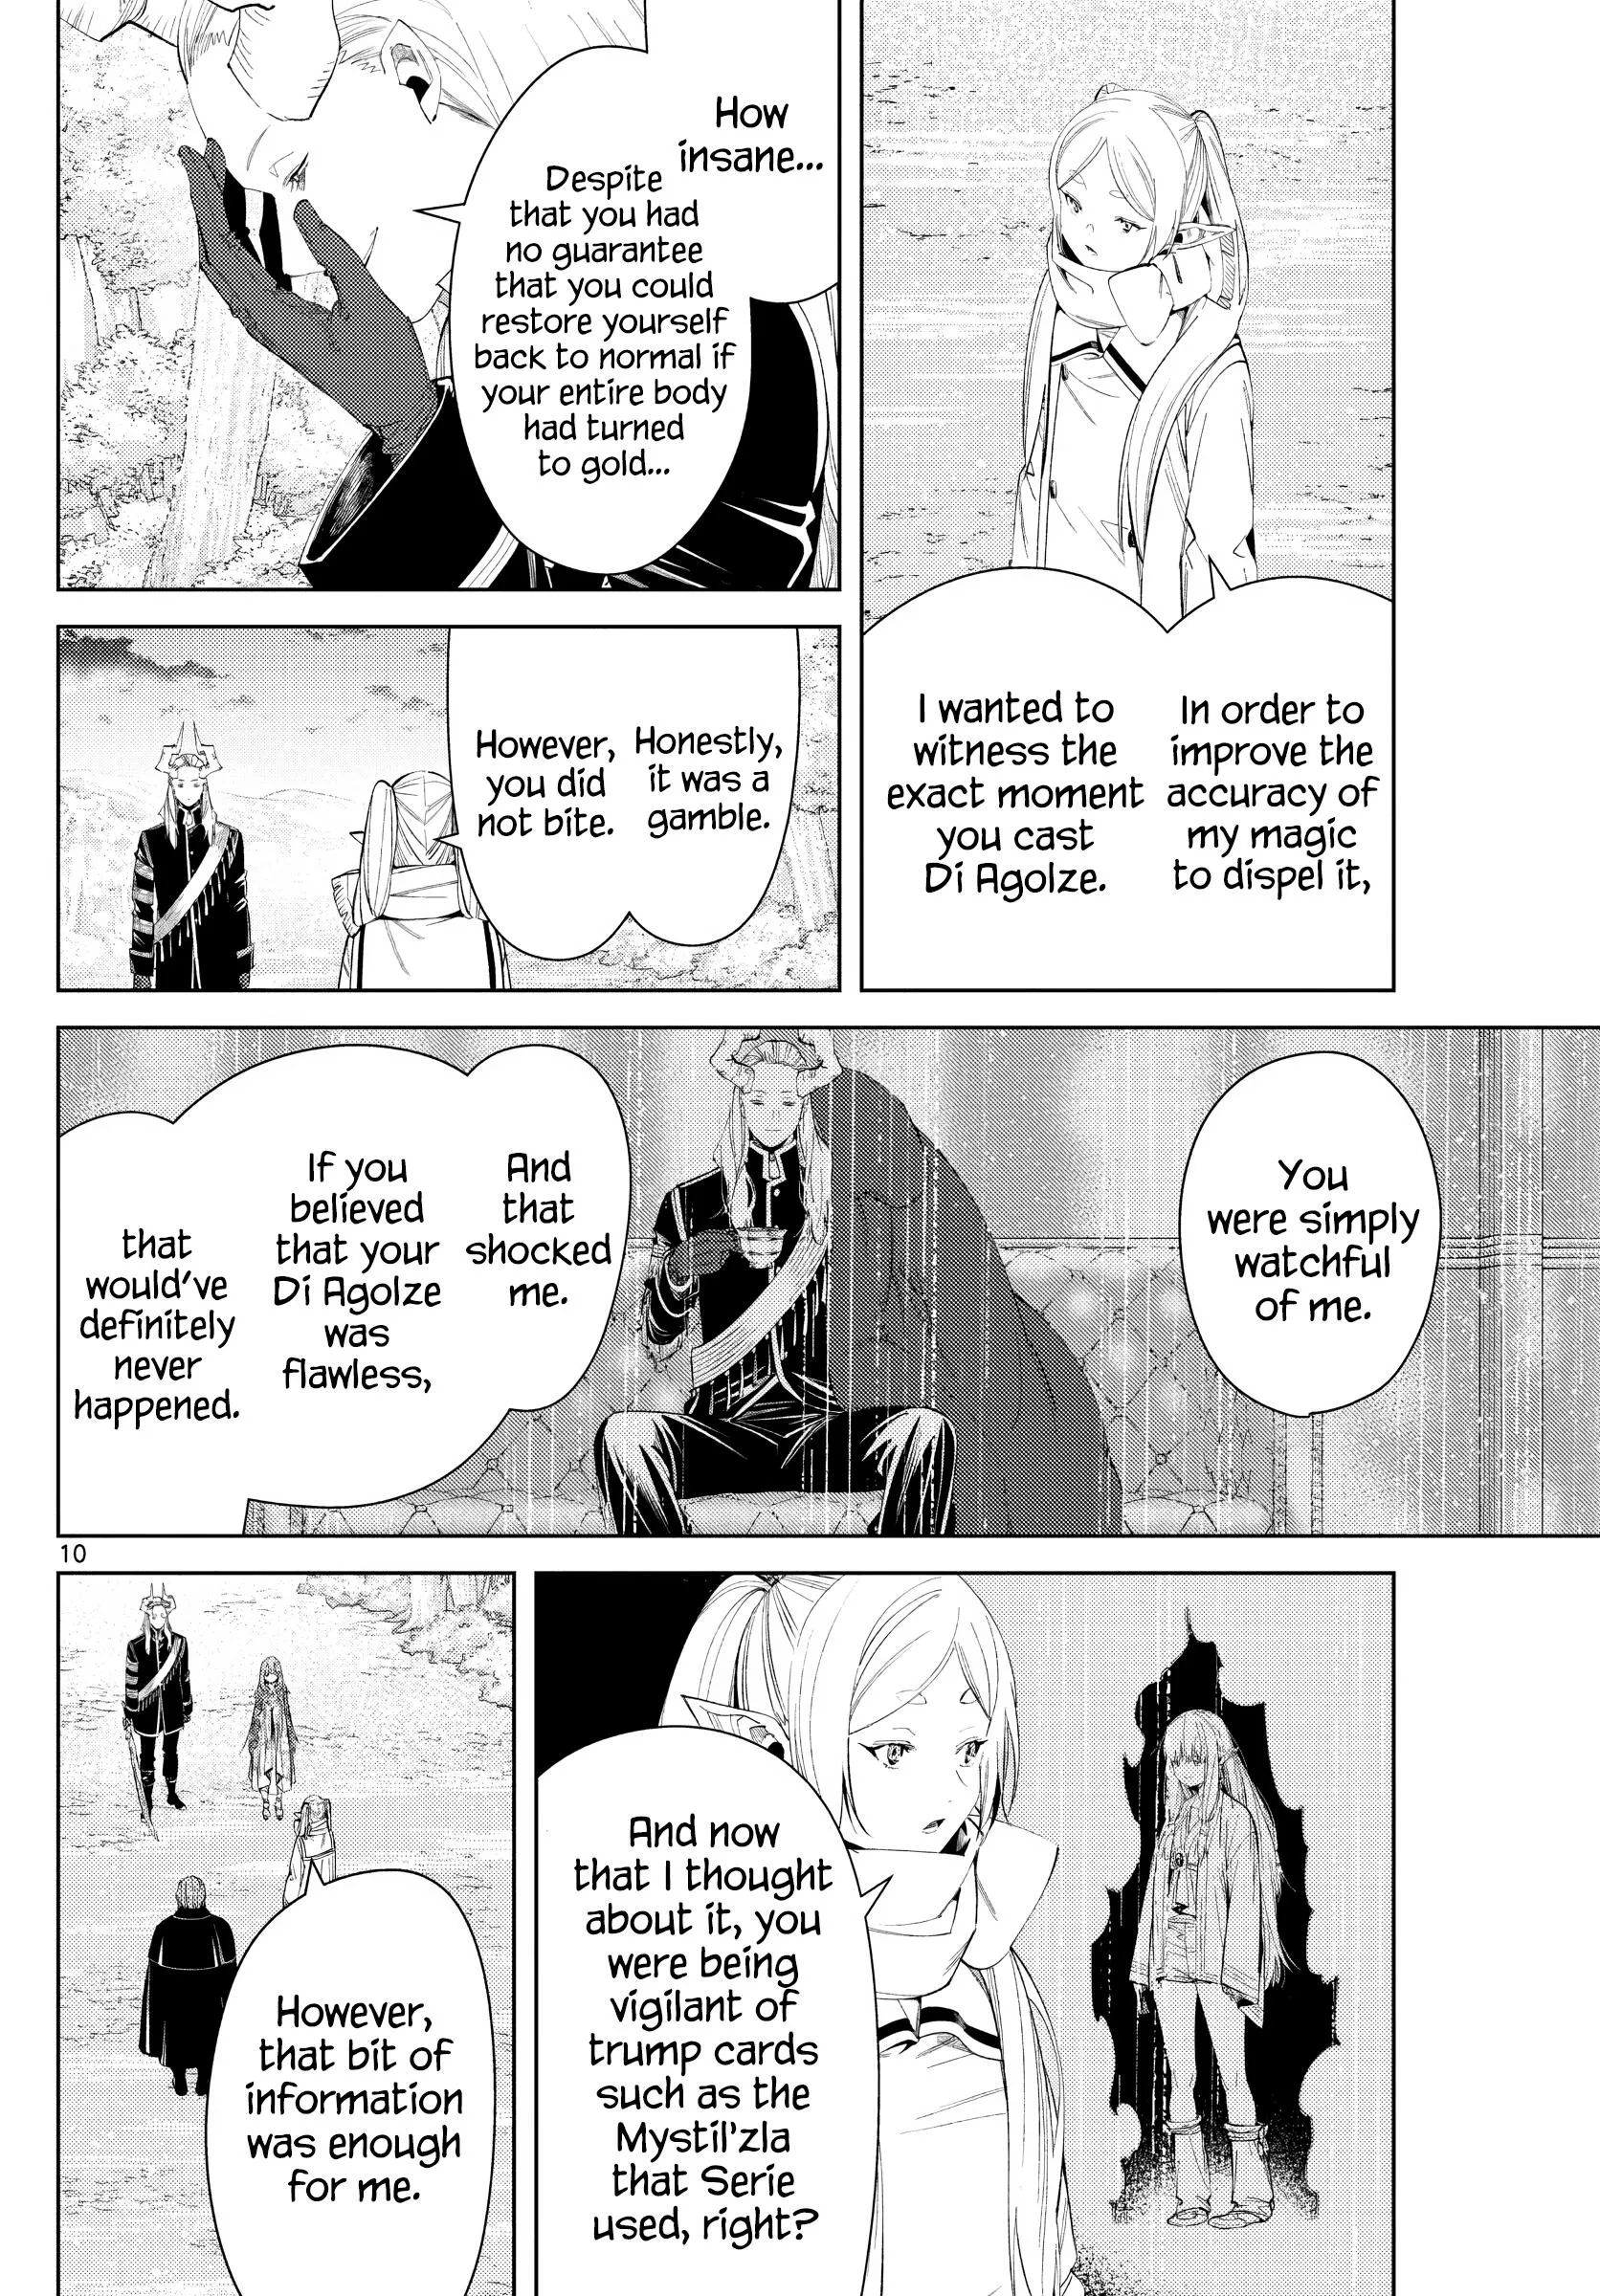 In order to
improve the
accuracy of
my magic
to dispel it,
I wanted to
witness the
exact moment
you cast
Di Agolze.
How
insane...
Despite
that you had
no guarantee
that you could
restore yourself
back to normal if
your entire body
had turned
to gold...
Honestly,
it was a
gamble.
However,
you did
not bite.
You
were simply
watchful
of me.
And
that
shocked
me.
If you
believed
that your
Di Agolze
was
flawless,
that
would've
definitely
never
happened.
10
And now
that I thought
about it, you
were being
vigilant of
trump cards
such as the
Mystil'zla
that Serie
used, right?
However,
that bit of
information
was enough
for me.